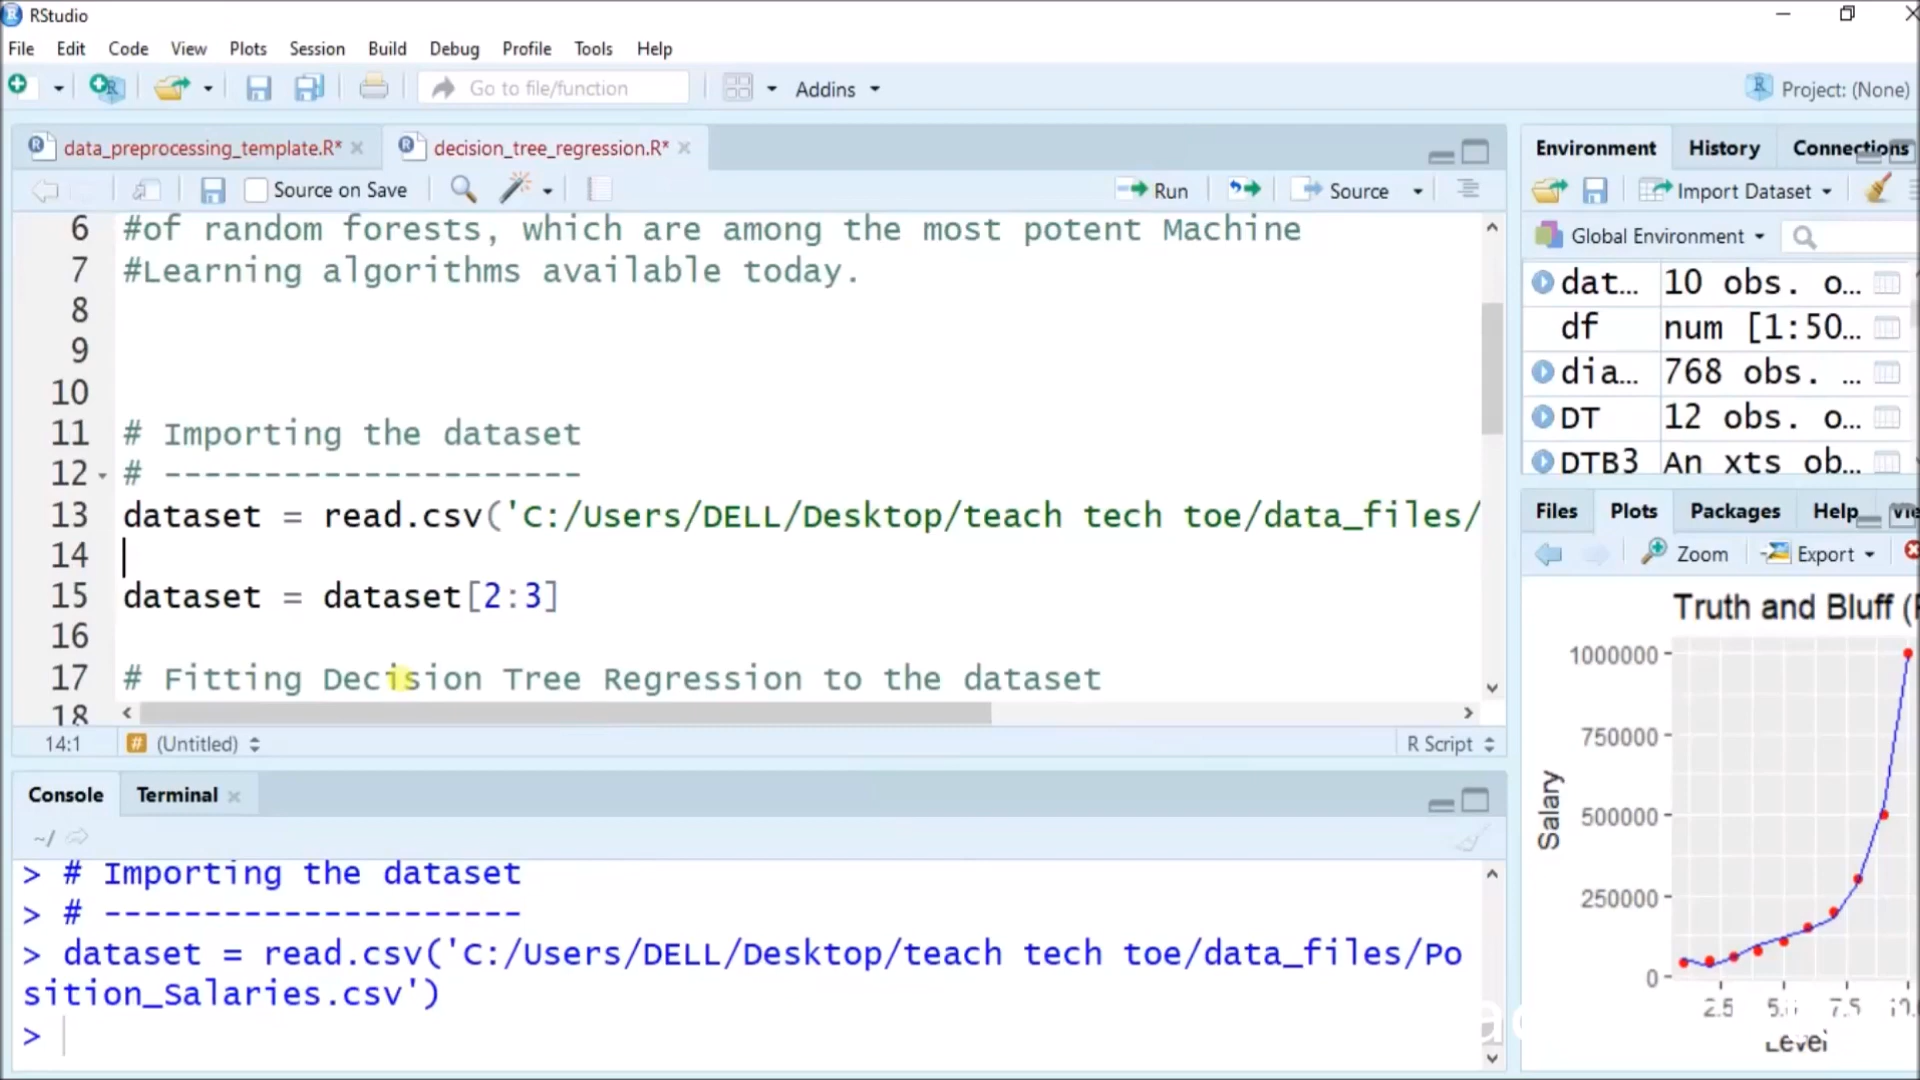 RStudio
File Edit Code View Plots Session Build Debug Profile Tools Help
Go to file/function Addins Project: (None)
data_preprocessing_template.R* decision_tree_regression.R*
Source on Save Run Source
6 #of random forests, which are among the most potent Machine
7 #Learning algorithms available today.
8
9
10
11 # Importing the dataset
12 # ---------------------
13 dataset = read.csv('C:/Users/DELL/Desktop/teach tech toe/data_files/
14
15 dataset = dataset[2:3]
16
17 # Fitting Decision Tree Regression to the dataset
18
14:1 # (Untitled) R Script
Console Terminal
~/
> # Importing the dataset
> # ---------------------
> dataset = read.csv('C:/Users/DELL/Desktop/teach tech toe/data_files/Po
sition_Salaries.csv')
>
Environment History Connections
Import Dataset
Global Environment
dat... 10 obs. o...
df num [1:50...
dia... 768 obs. ...
DT 12 obs. o...
DTB3 An xts ob...
Files Plots Packages Help
Zoom Export
Truth and Bluff (
1000000
750000
500000
250000
0
Salary
2.5 5.0 7.5 10.
Level